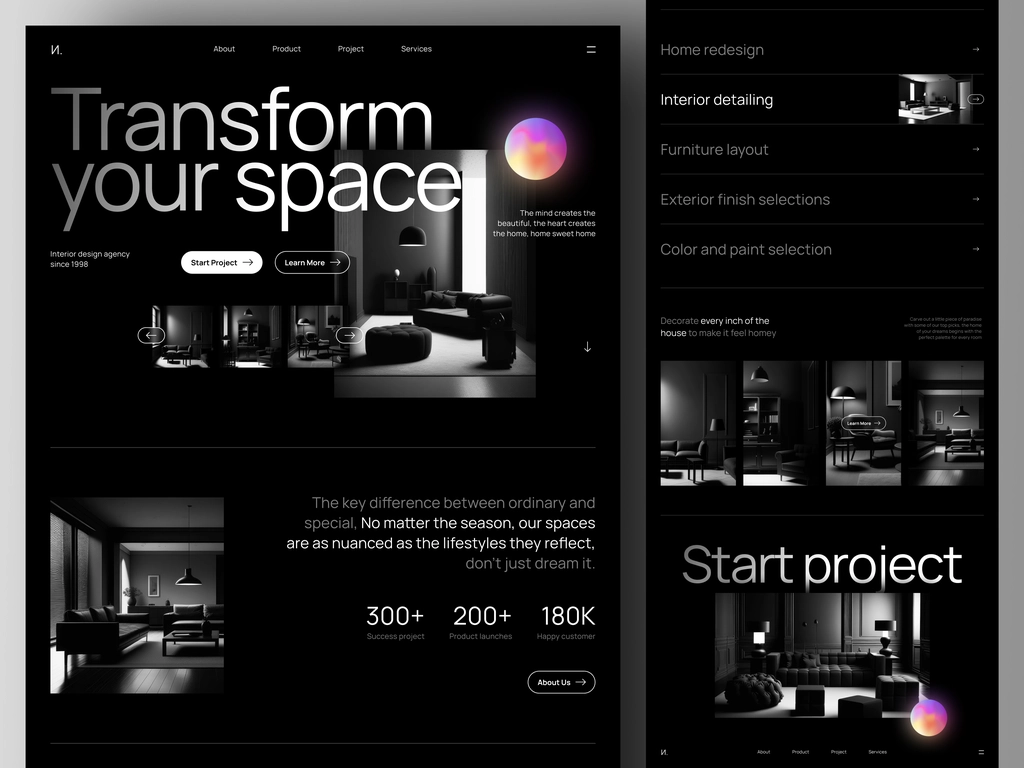 И.
About
Product
Project
Services
Transform
your space
The mind creates the
beautiful, the heart creates
the home, home sweet home
Interior design agency
since 1998
Start Project →
Learn More →
←
→
↓
The key difference between ordinary and
special, No matter the season, our spaces
are as nuanced as the lifestyles they reflect,
don't just dream it.
300+
Success project
200+
Product launches
180K
Happy customer
About Us →
Home redesign →
Interior detailing →
Furniture layout →
Exterior finish selections →
Color and paint selection →
Decorate every inch of the
house to make it feel homey
Carve out a little piece of paradise
with some of our top picks, the home
of your dreams begins with the
perfect palette for every room
Learn More →
Start project
И.
About
Product
Project
Services